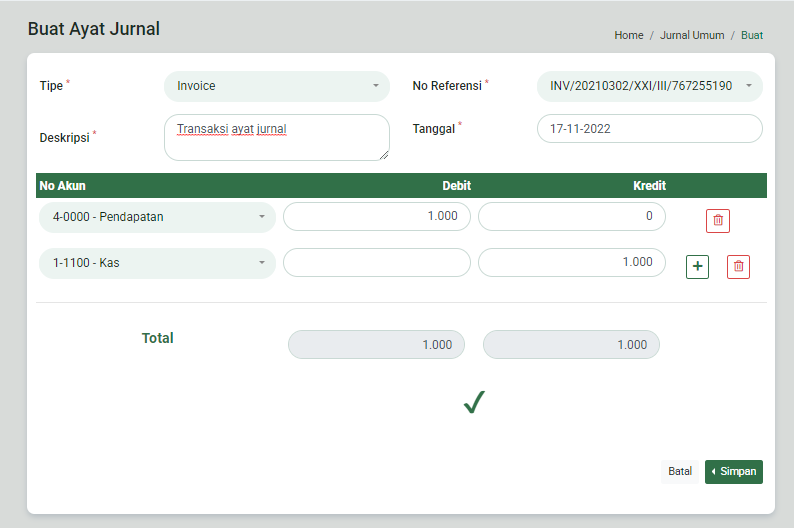 Buat Ayat Jurnal
Home / Jurnal Umum / Buat
Tipe * Invoice No Referensi * INV/20210302/XXI/III/767255190
Deskripsi * Transaksi ayat jurnal Tanggal * 17-11-2022
No Akun Debit Kredit
4-0000 - Pendapatan 1.000 0
1-1100 - Kas 1.000
Total 1.000 1.000
Batal Simpan